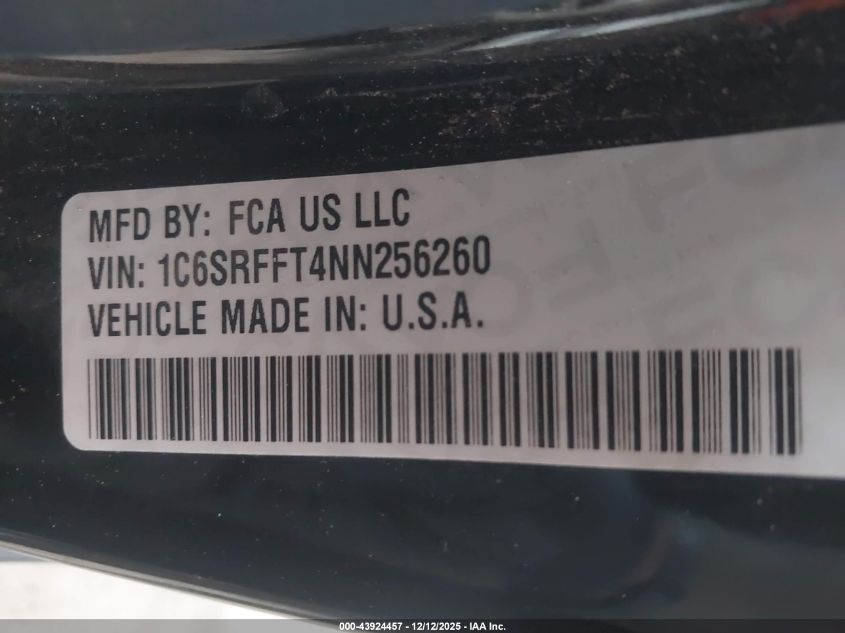 MFD BY: FCA US LLC
VIN: 1C6SRFFT4NN256260
VEHICLE MADE IN: U.S.A.
000-43924457 - 12/12/2025 - IAA Inc.